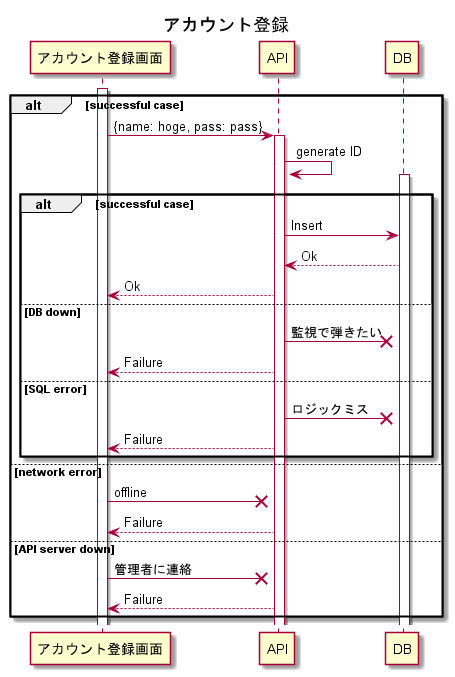 アカウント登録
アカウント登録画面 API DB
alt [successful case]
{name: hoge, pass: pass}
generate ID
alt [successful case]
Insert
Ok
Ok
[DB down]
監視で弾きたい
Failure
[SQL error]
ロジックミス
Failure
[network error]
offline
Failure
[API server down]
管理者に連絡
Failure
アカウント登録画面 API DB